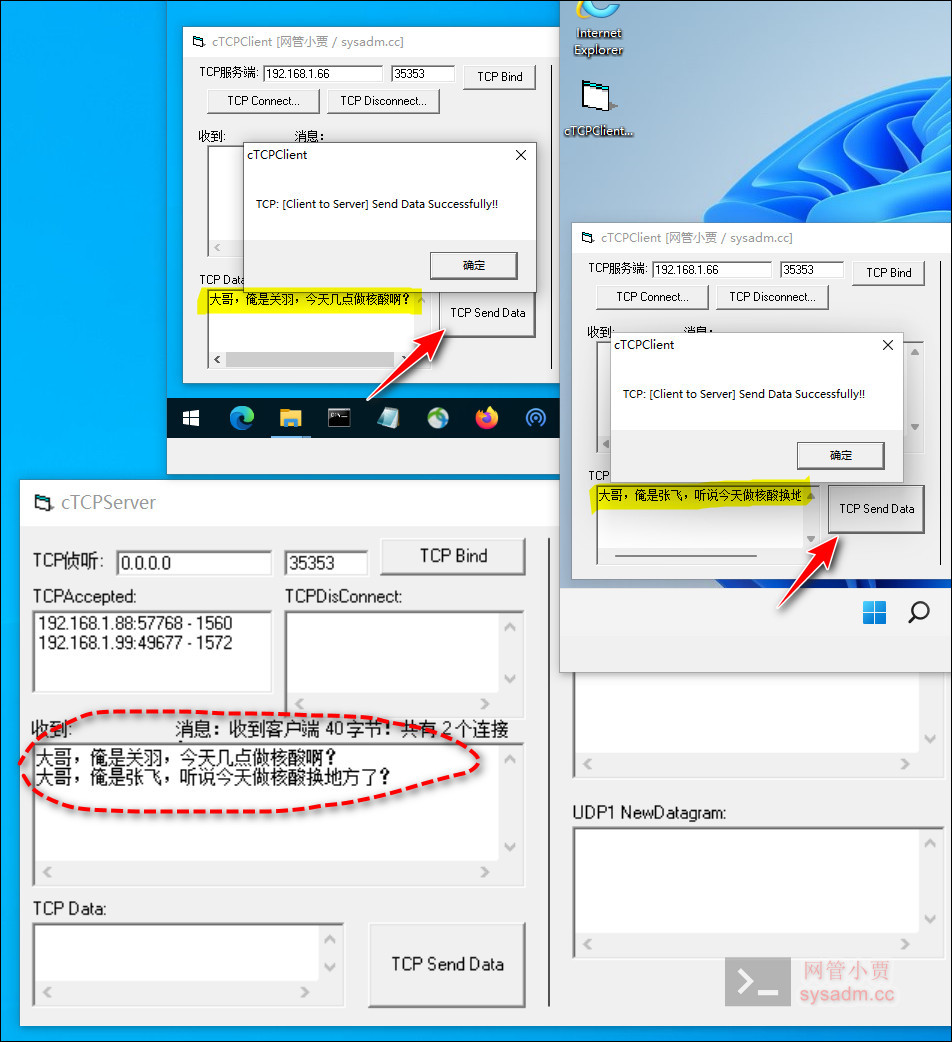 cTCPClient [网管小贾 / sysadm.cc]
TCP服务端:
192.168.1.66
35353
TCP Bind
TCP Connect...
TCP Disconnect...
收到:
消息:
cTCPClient
TCP: [Client to Server] Send Data Successfully!!
确定
TCP Data
大哥，俺是关羽，今天几点做核酸啊？
TCP Send Data
Internet
Explorer
cTCPClient...
cTCPClient [网管小贾 / sysadm.cc]
TCP服务端:
192.168.1.66
35353
TCP Bind
TCP Connect...
TCP Disconnect...
收到:
消息:
cTCPClient
TCP: [Client to Server] Send Data Successfully!!
确定
TCP
大哥，俺是张飞，听说今天做核酸换地
TCP Send Data
cTCPServer
TCP侦听:
0.0.0.0
35353
TCP Bind
TCPAccepted:
TCPDisConnect:
192.168.1.88:57768 - 1560
192.168.1.99:49677 - 1572
收到:
消息：收到客户端 40 字节！共有 2 个连接
大哥，俺是关羽，今天几点做核酸啊？
大哥，俺是张飞，听说今天做核酸换地方了？
TCP Data:
TCP Send Data
UDP1 NewDatagram:
网管小贾
sysadm.cc